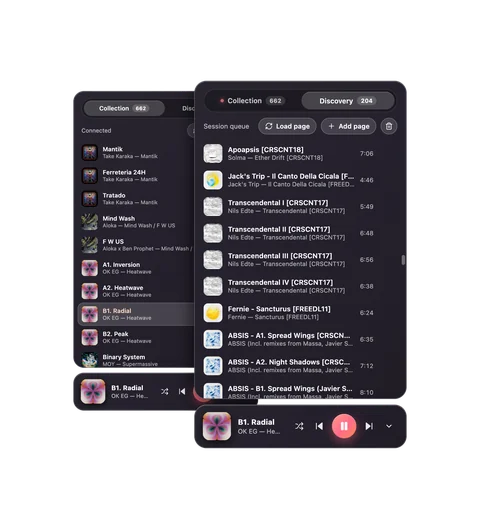 Collection 662
Connected
Mantik
Take Karaka — Mantik
Ferreteria 24H
Take Karaka — Mantik
Tratado
Take Karaka — Mantik
Mind Wash
Aloka — Mind Wash / F W US
F W US
Aloka x Ben Prophet — Mind Wash /
A1. Inversion
OK EG — Heatwave
A2. Heatwave
OK EG — Heatwave
B1. Radial
OK EG — Heatwave
B2. Peak
OK EG — Heatwave
Binary System
MOY — Supermassive
B1. Radial
OK EG — He...
Collection 662 Discovery 204
Session queue Load page Add page
Apoapsis [CRSCNT18] 7:06
Solma — Ether Drift [CRSCNT18]
Jack's Trip - Il Canto Della Cicala [F... 4:46
Jack's Trip — Il Canto Della Cicala [FREED...
Transcendental I [CRSCNT17] 5:49
Nils Edte — Transcendental [CRSCNT17]
Transcendental II [CRSCNT17] 6:48
Nils Edte — Transcendental [CRSCNT17]
Transcendental III [CRSCNT17] 6:56
Nils Edte — Transcendental [CRSCNT17]
Transcendental IV [CRSCNT17] 6:38
Nils Edte — Transcendental [CRSCNT17]
Fernie - Sancturus [FREEDL11] 6:24
Fernie — Sancturus [FREEDL11]
ABSIS - A1. Spread Wings [CRSCN... 6:35
ABSIS (Incl. remixes from Massa, Javier S...
ABSIS - A2. Night Shadows [CRSC... 7:12
ABSIS (Incl. remixes from Massa, Javier S...
ABSIS - B1. Spread Wings (Javier S... 8:10
ABSIS (Incl. remixes from Massa, Javier S...
B1. Radial
OK EG — He...